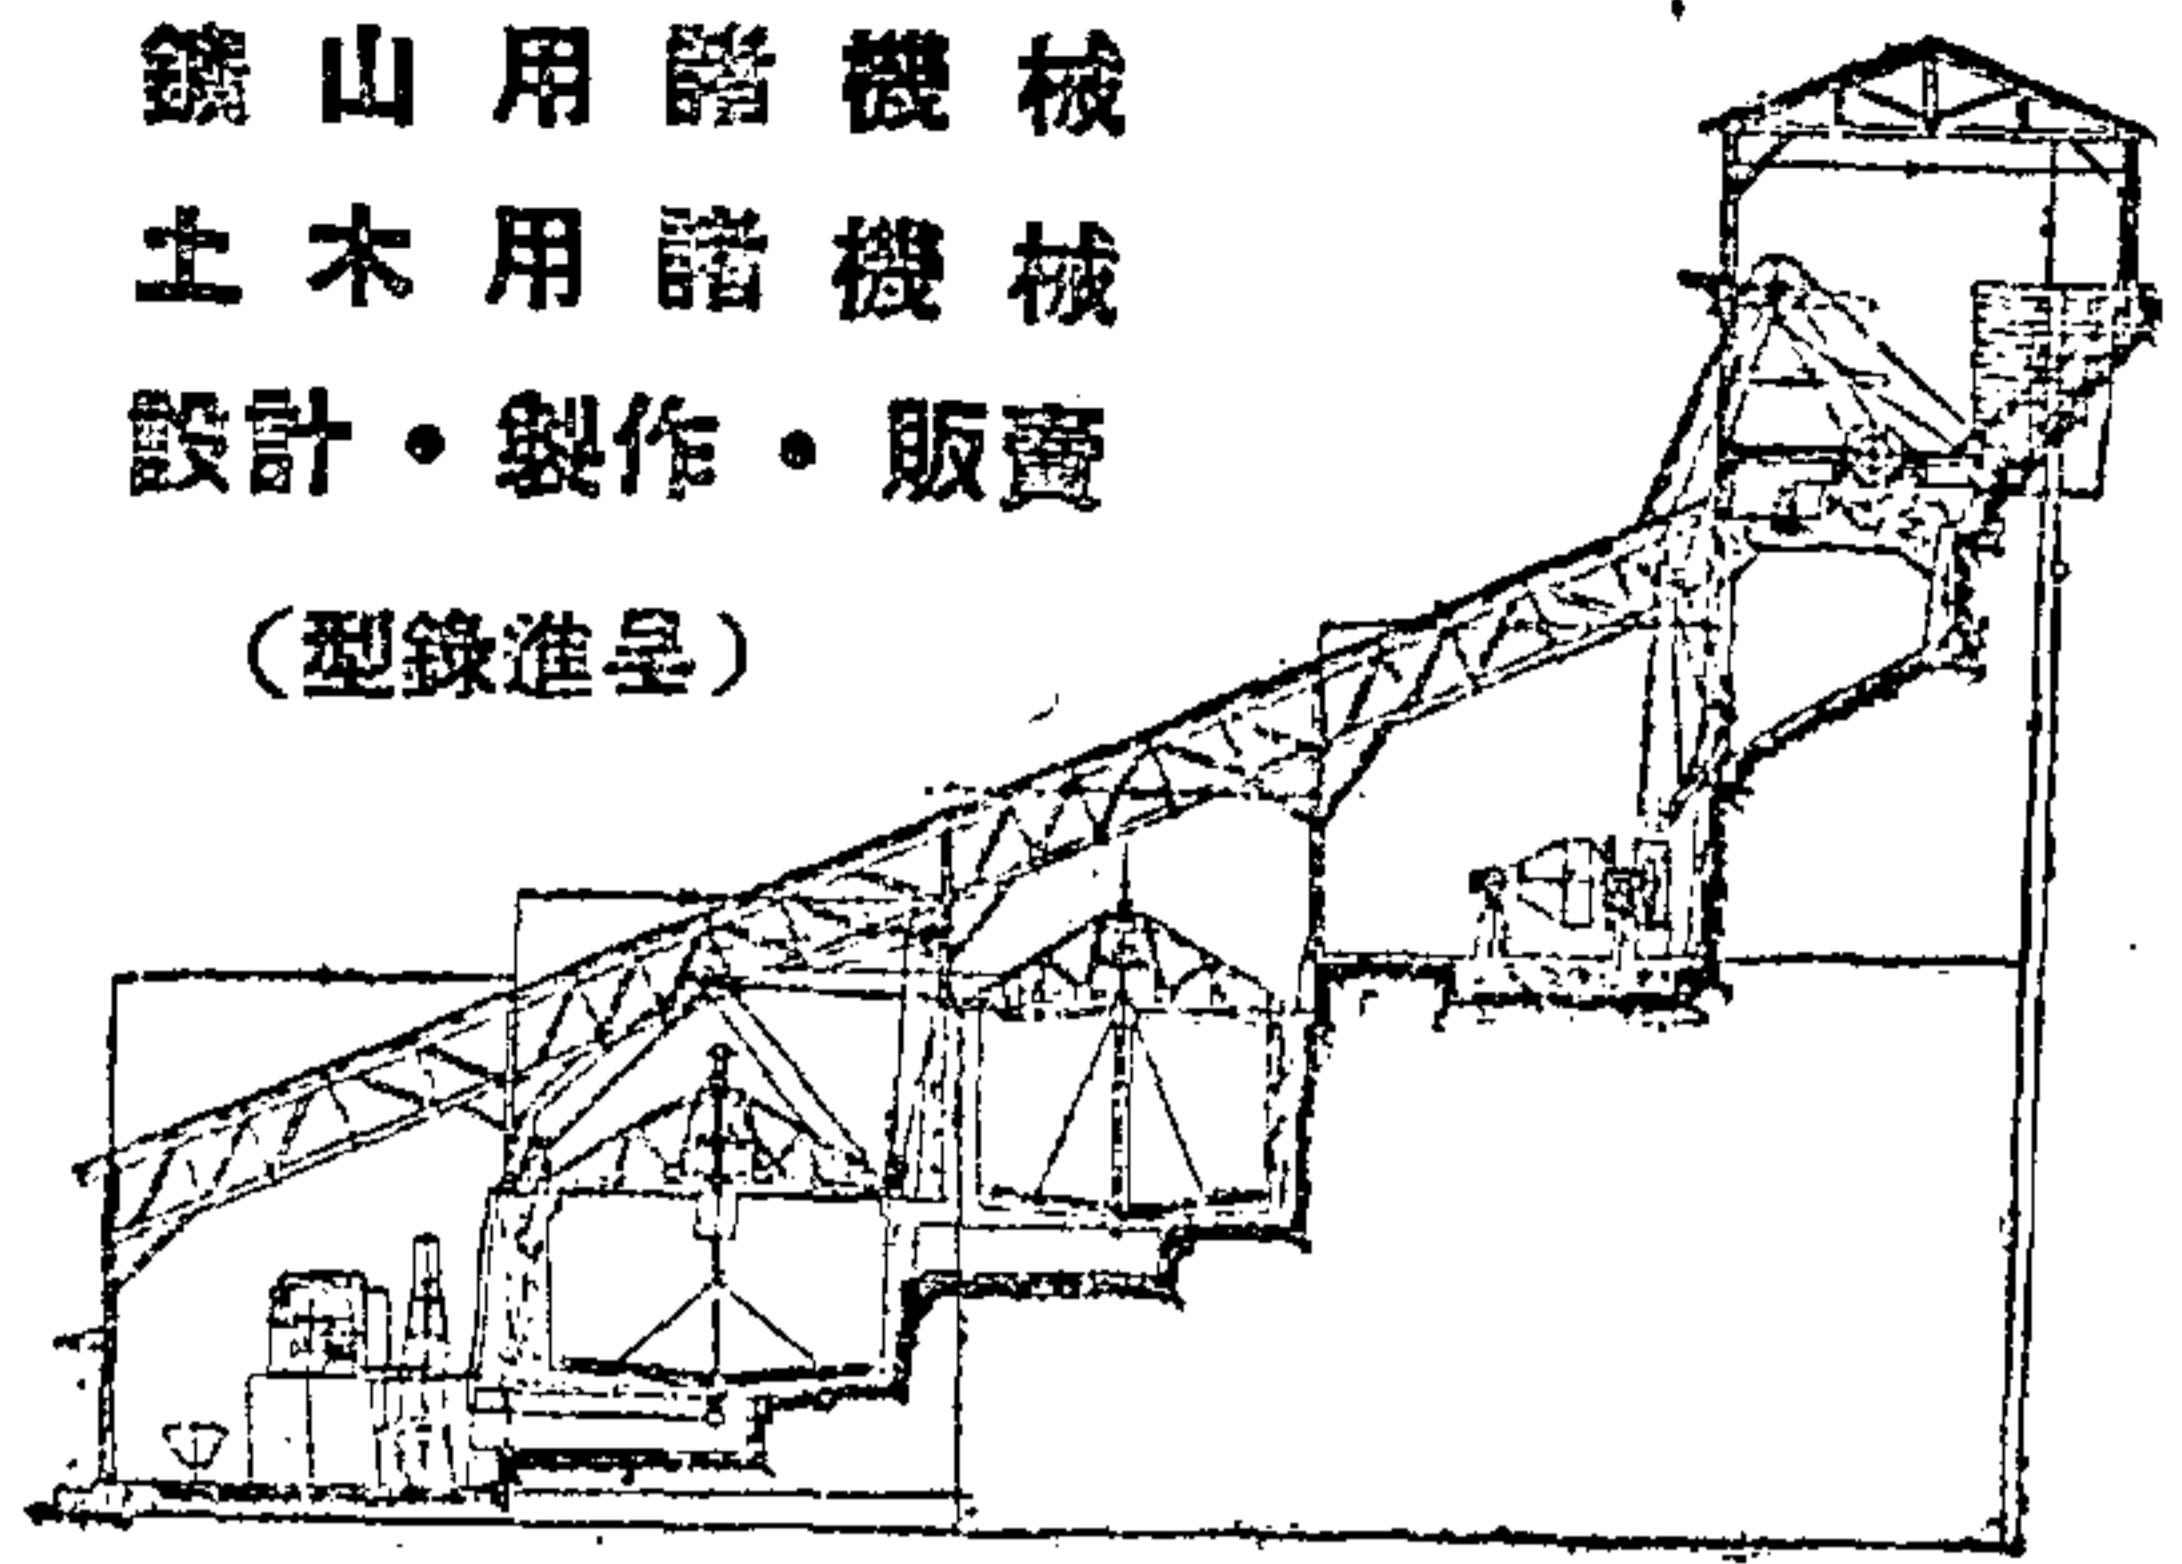 鑛山用諸機械
土木用諸機械
設計・製作・販賣
（型錄進呈）